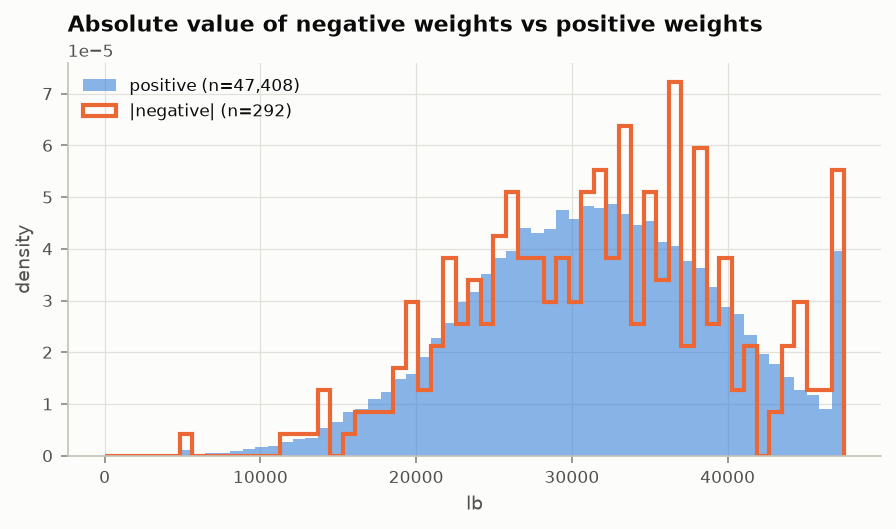 Absolute value of negative weights vs positive weights
1e−5
positive (n=47,408)
|negative| (n=292)
7
6
5
4
3
2
1
0
density
0 10000 20000 30000 40000
lb